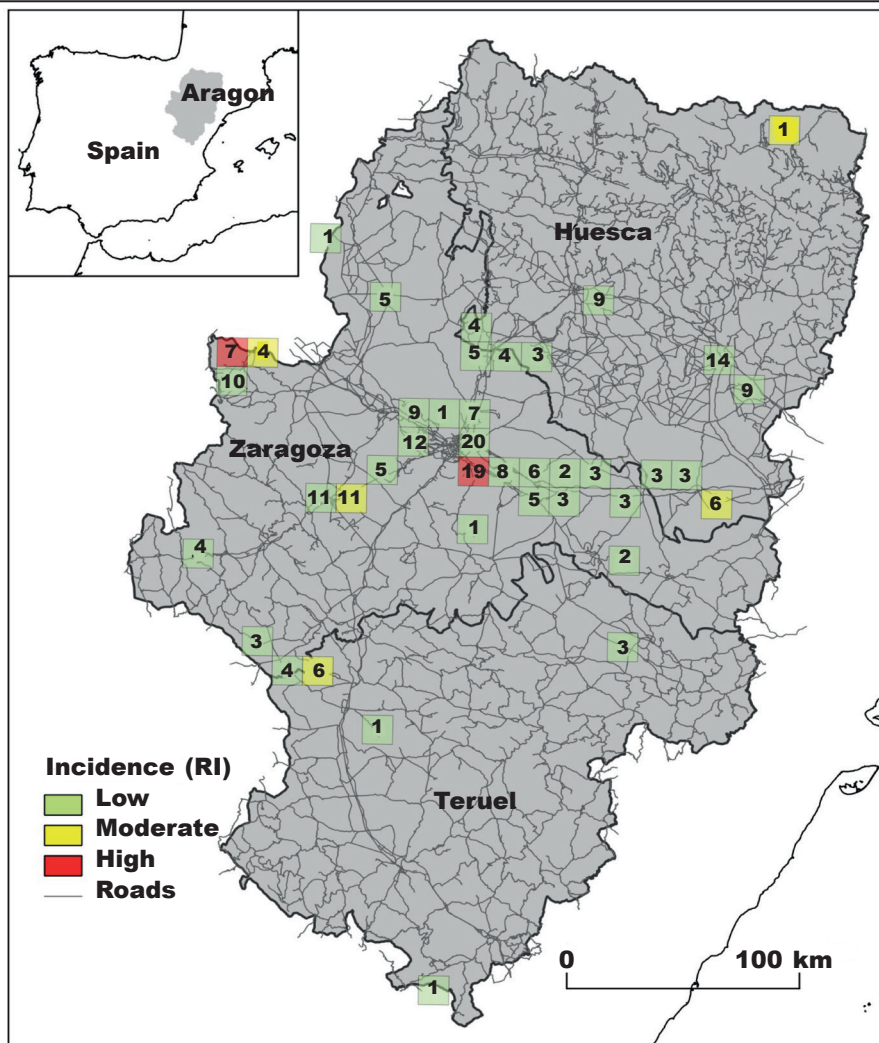 Aragon
Spain
1
Huesca
1
5
9
4
7 4
5 4 3
14
10
9
9 1 7
Zaragoza
12
20
5
19 8 6 2 3
3 3
11 11
5 3
3
6
1
4
2
3
3
4 6
1
Incidence (RI)
Low
Moderate
High
Roads
Teruel
0
100 km
1